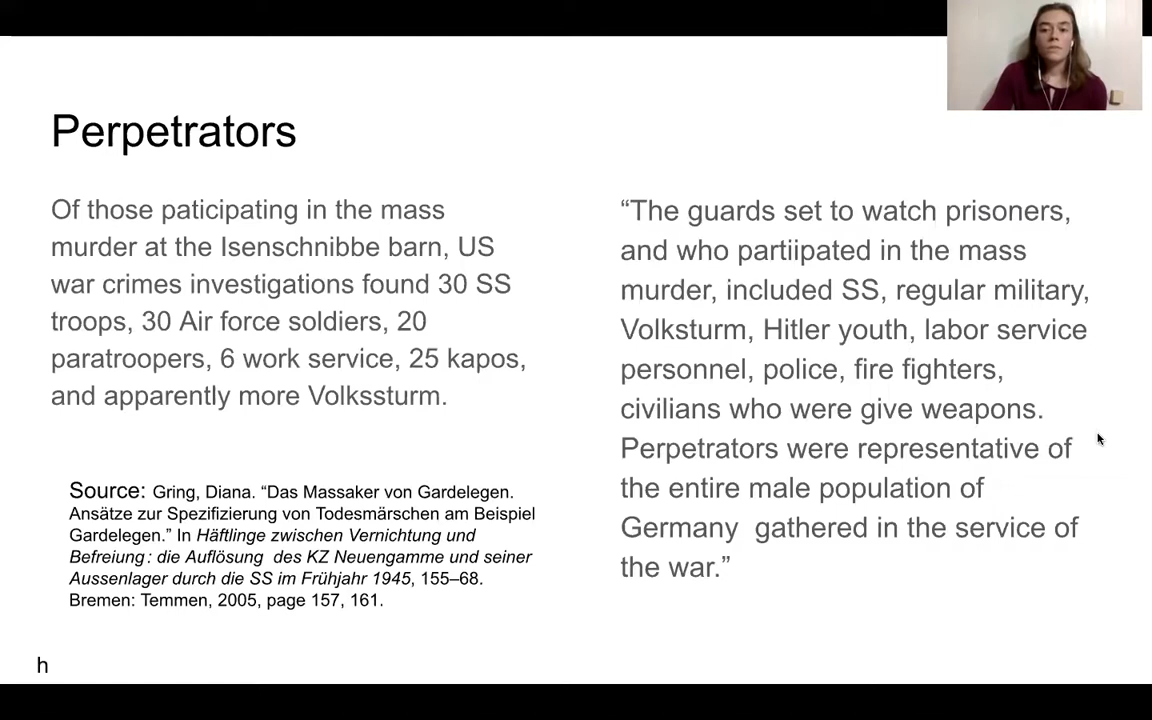 Perpetrators
Of those paticipating in the mass
murder at the Isenschnibbe barn, US
war crimes investigations found 30 SS
troops, 30 Air force soldiers, 20
paratroopers, 6 work service, 25 kapos,
and apparently more Volkssturm.
Source: Gring, Diana. “Das Massaker von Gardelegen.
Ansätze zur Spezifizierung von Todesmärschen am Beispiel
Gardelegen.” In Häftlinge zwischen Vernichtung und
Befreiung : die Auflösung  des KZ Neuengamme und seiner
Aussenlager durch die SS im Frühjahr 1945, 155–68.
Bremen: Temmen, 2005, page 157, 161.
h
“The guards set to watch prisoners,
and who partiipated in the mass
murder, included SS, regular military,
Volksturm, Hitler youth, labor service
personnel, police, fire fighters,
civilians who were give weapons.
Perpetrators were representative of
the entire male population of
Germany  gathered in the service of
the war.”